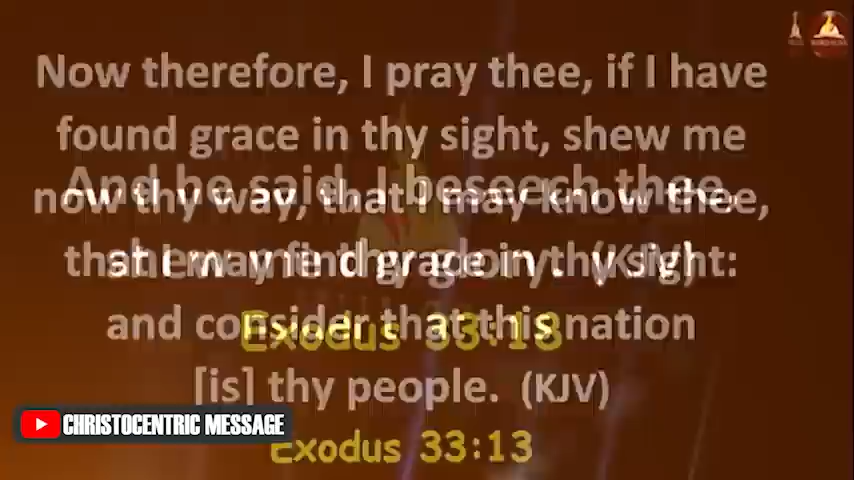 Now therefore, I pray thee, if I have
found grace in thy sight, shew me
And he said, I beseech thee,
now thy way, that I may know thee,
shew me thy glory. (KJV)
that I may find grace in thy sight:
and consider that this nation
Exodus 33:18
[is] thy people. (KJV)
CHRISTOCENTRIC MESSAGE
Exodus 33:13